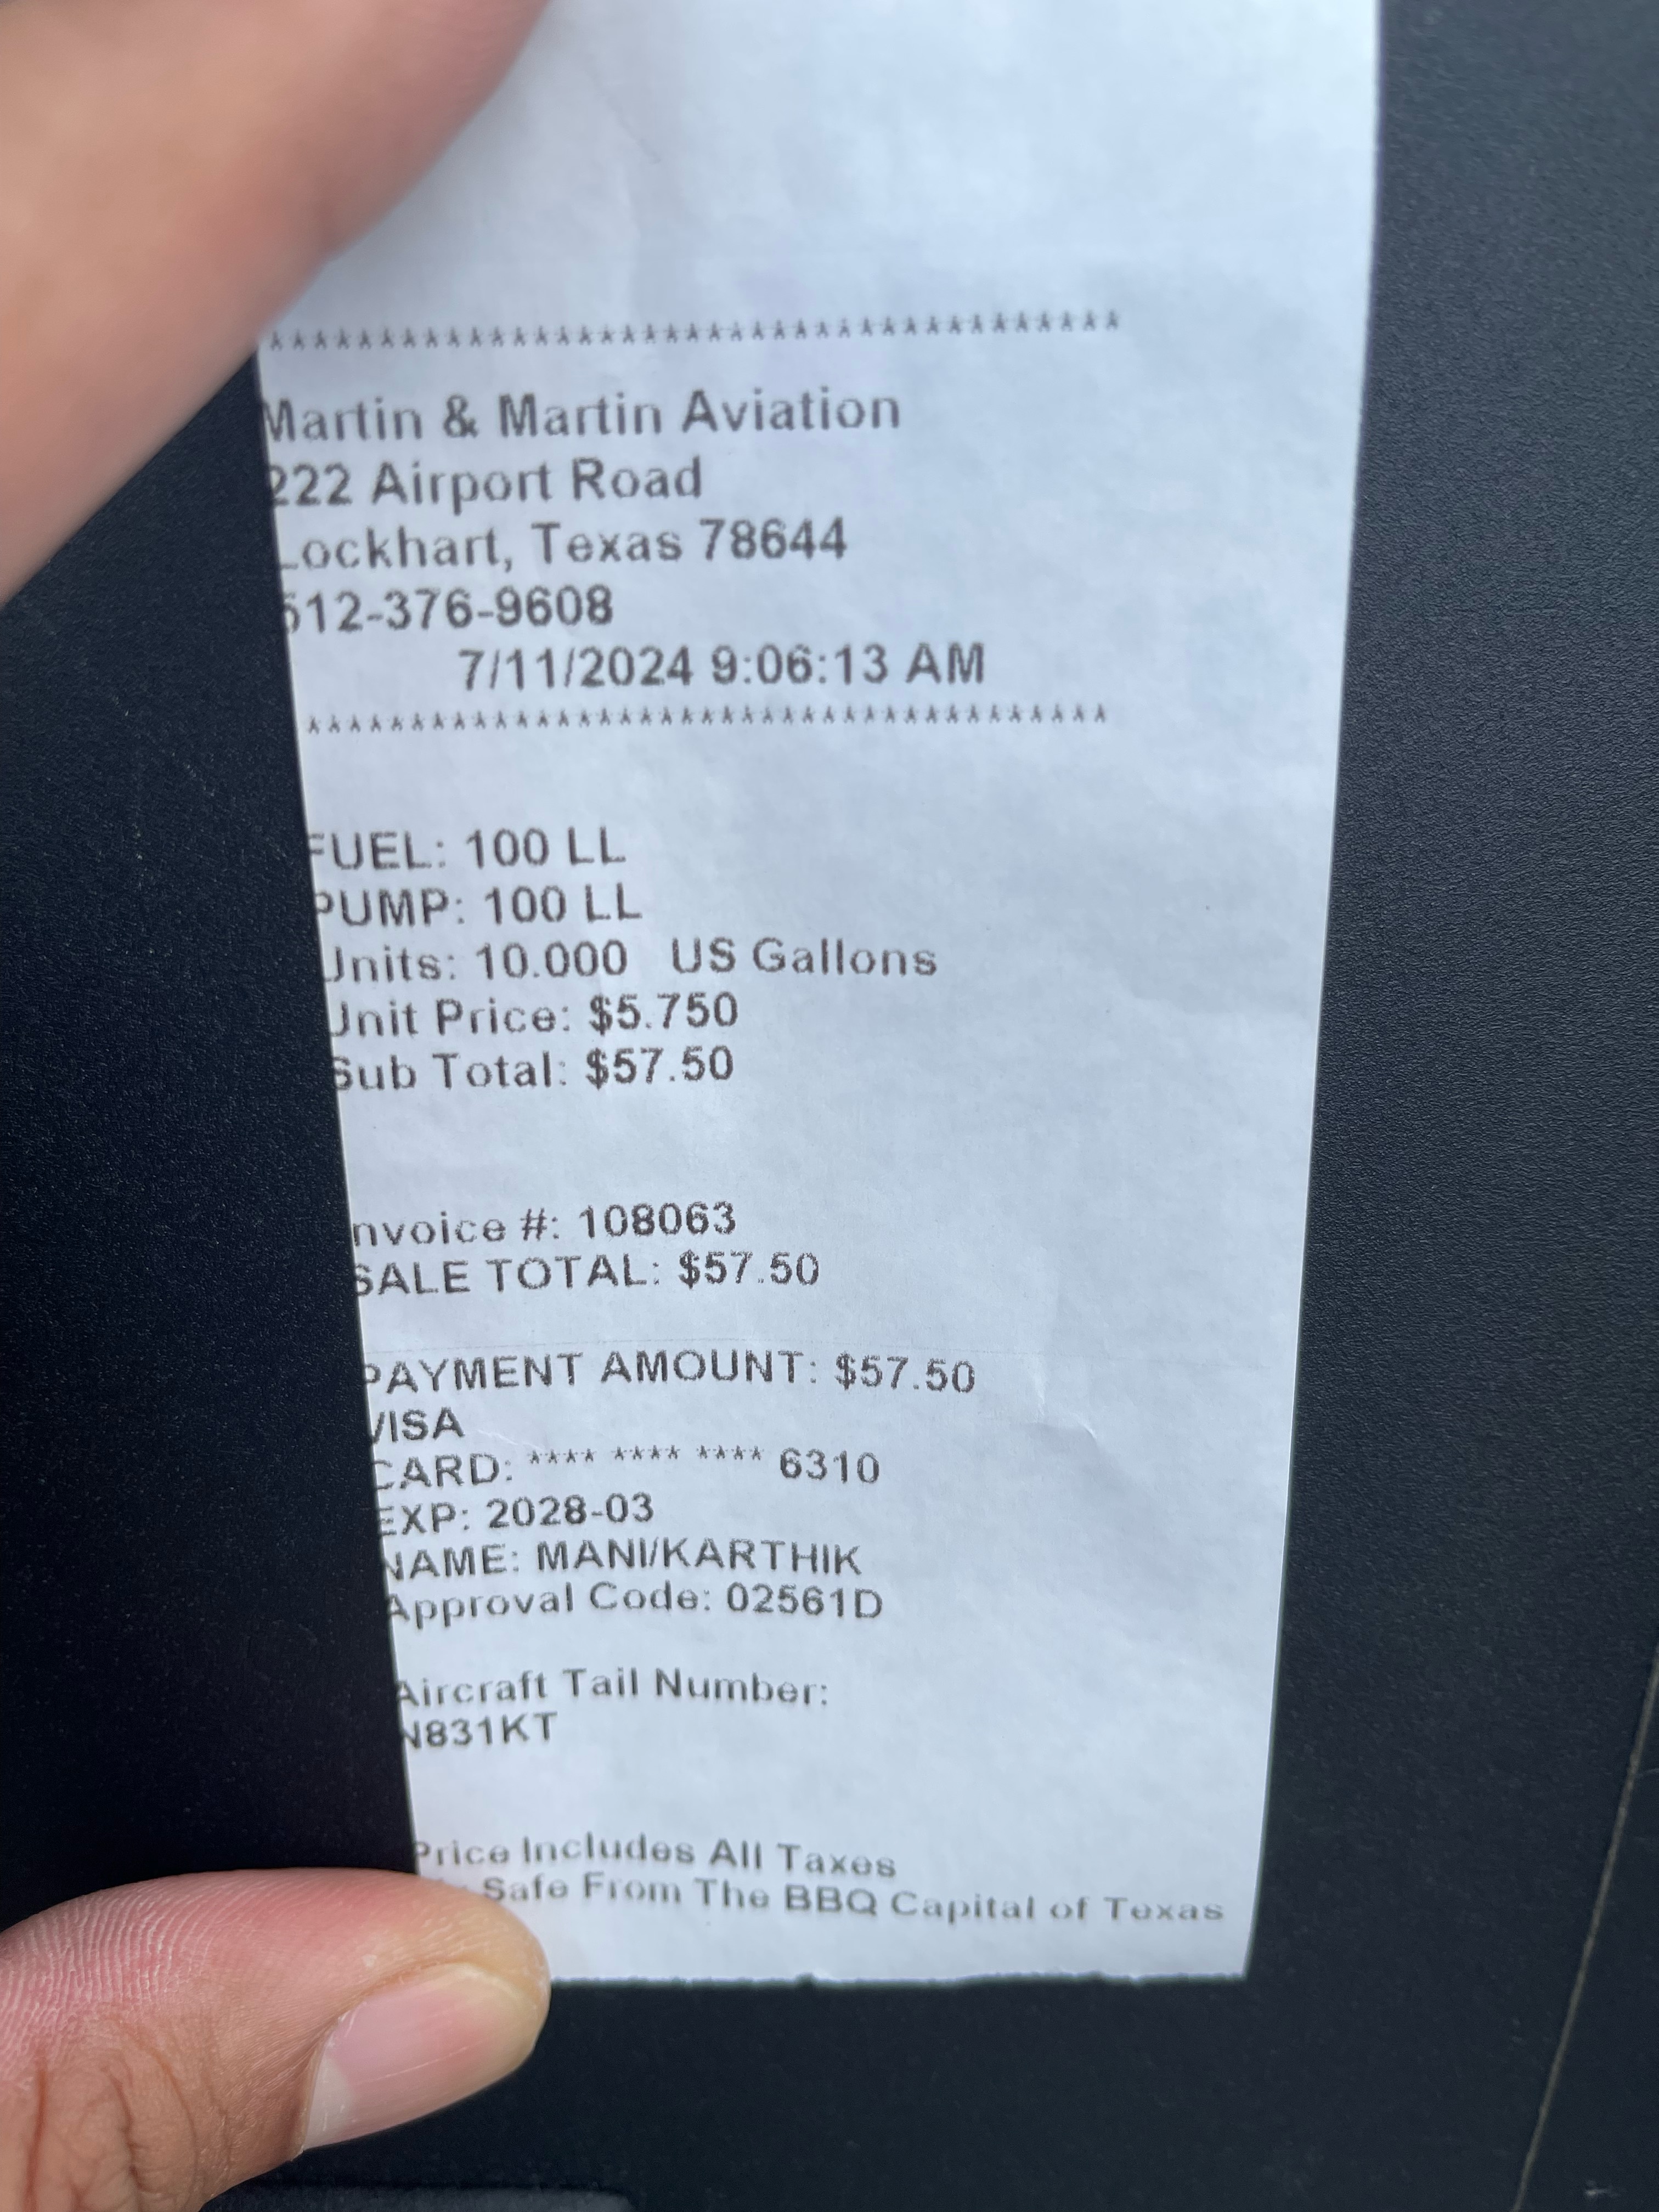 ***************************************
Martin & Martin Aviation
222 Airport Road
Lockhart, Texas 78644
512-376-9608
7/11/2024 9:06:13 AM
***************************************
FUEL: 100 LL
PUMP: 100 LL
Units: 10.000 US Gallons
Unit Price: $5.750
Sub Total: $57.50
Invoice #: 108063
SALE TOTAL: $57.50
PAYMENT AMOUNT: $57.50
VISA
CARD: **** **** **** 6310
EXP: 2028-03
NAME: MANI/KARTHIK
Approval Code: 02561D
Aircraft Tail Number:
N831KT
Price Includes All Taxes
Safe From The BBQ Capital of Texas